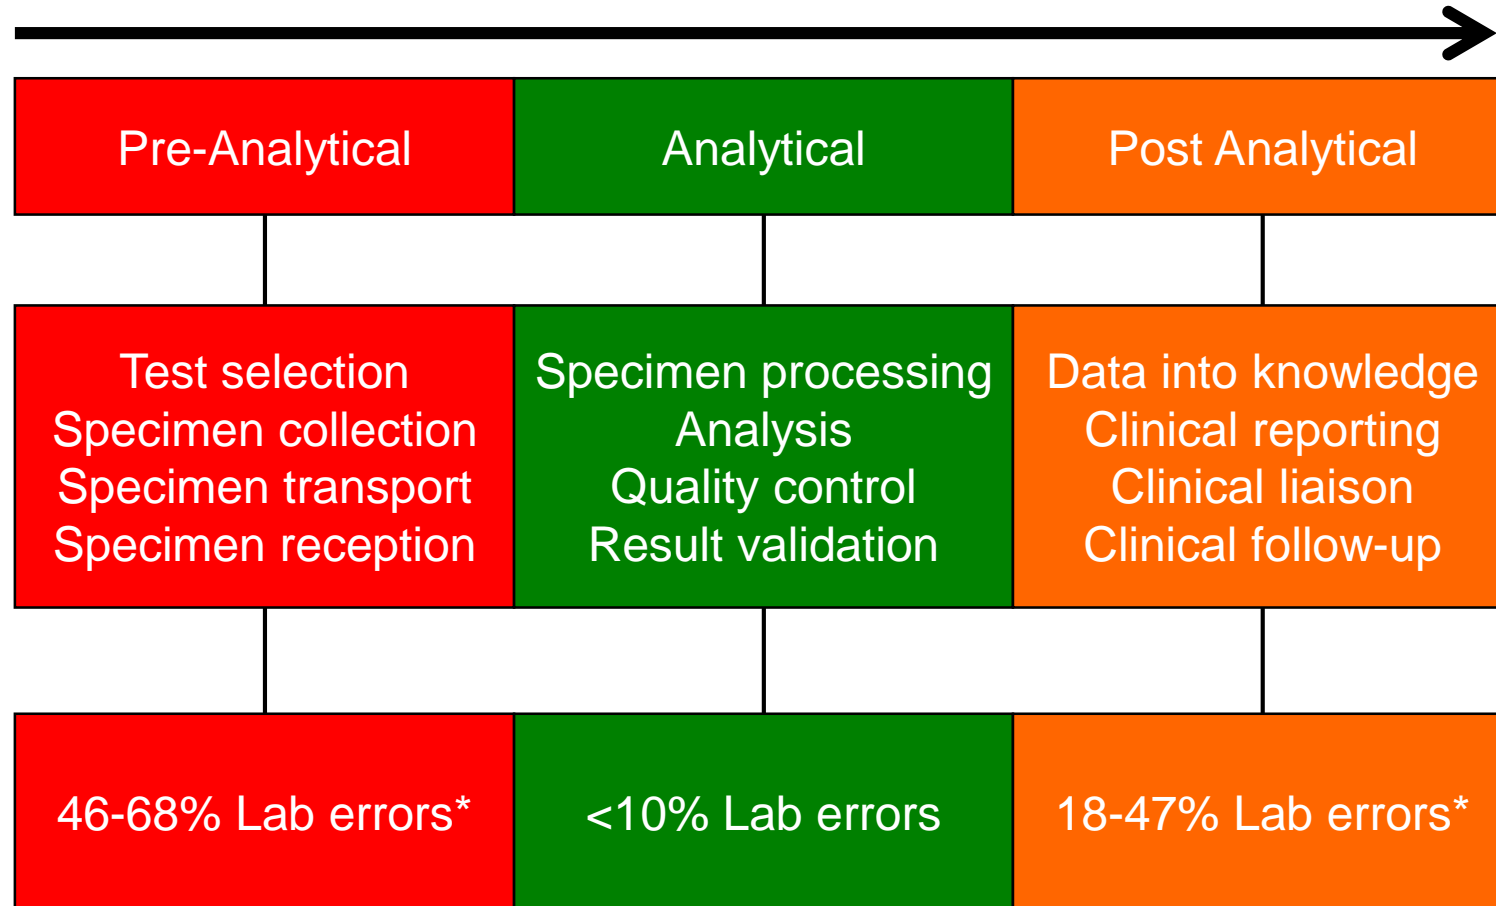 Pre-Analytical
Analytical
Post Analytical
Test selection
Specimen collection
Specimen transport
Specimen reception
Specimen processing
Analysis
Quality control
Result validation
Data into knowledge
Clinical reporting
Clinical liaison
Clinical follow-up
46-68% Lab errors*
<10% Lab errors
18-47% Lab errors*